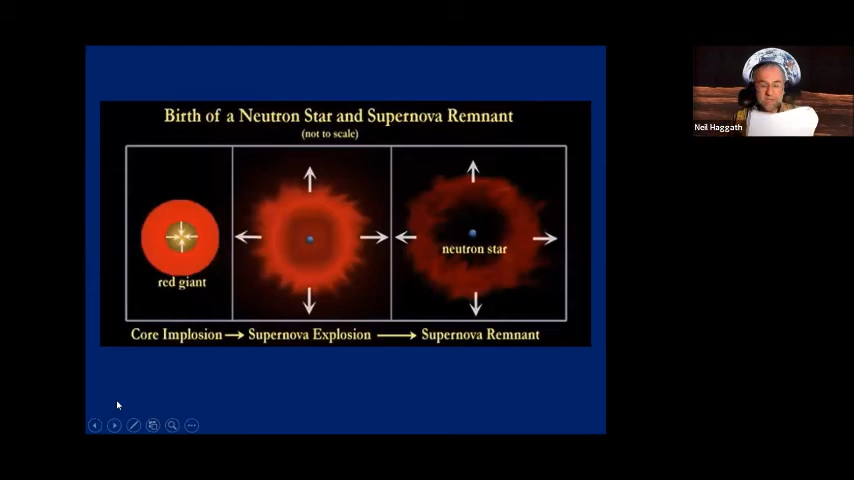 Birth of a Neutron Star and Supernova Remnant
(not to scale)
Neil Haggath
neutron star
red giant
Core Implosion → Supernova Explosion → Supernova Remnant